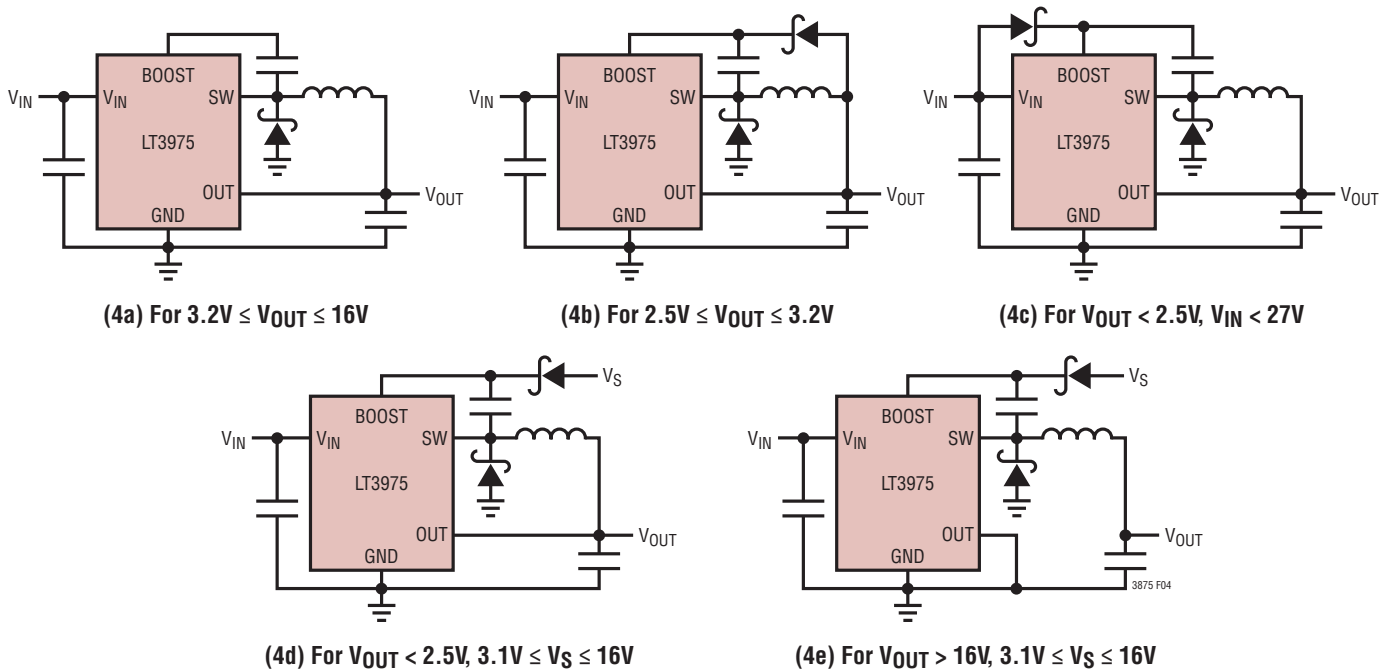 BOOST
V_IN
V_IN
SW
LT3975
OUT
V_OUT
GND
(4a) For 3.2V ≤ V_OUT ≤ 16V
BOOST
V_IN
V_IN
SW
LT3975
OUT
V_OUT
GND
(4b) For 2.5V ≤ V_OUT ≤ 3.2V
BOOST
V_IN
V_IN
SW
LT3975
OUT
V_OUT
GND
(4c) For V_OUT < 2.5V, V_IN < 27V
V_S
BOOST
V_IN
V_IN
SW
LT3975
OUT
V_OUT
GND
(4d) For V_OUT < 2.5V, 3.1V ≤ V_S ≤ 16V
V_S
BOOST
V_IN
V_IN
SW
LT3975
OUT
V_OUT
GND
3875 F04
(4e) For V_OUT > 16V, 3.1V ≤ V_S ≤ 16V